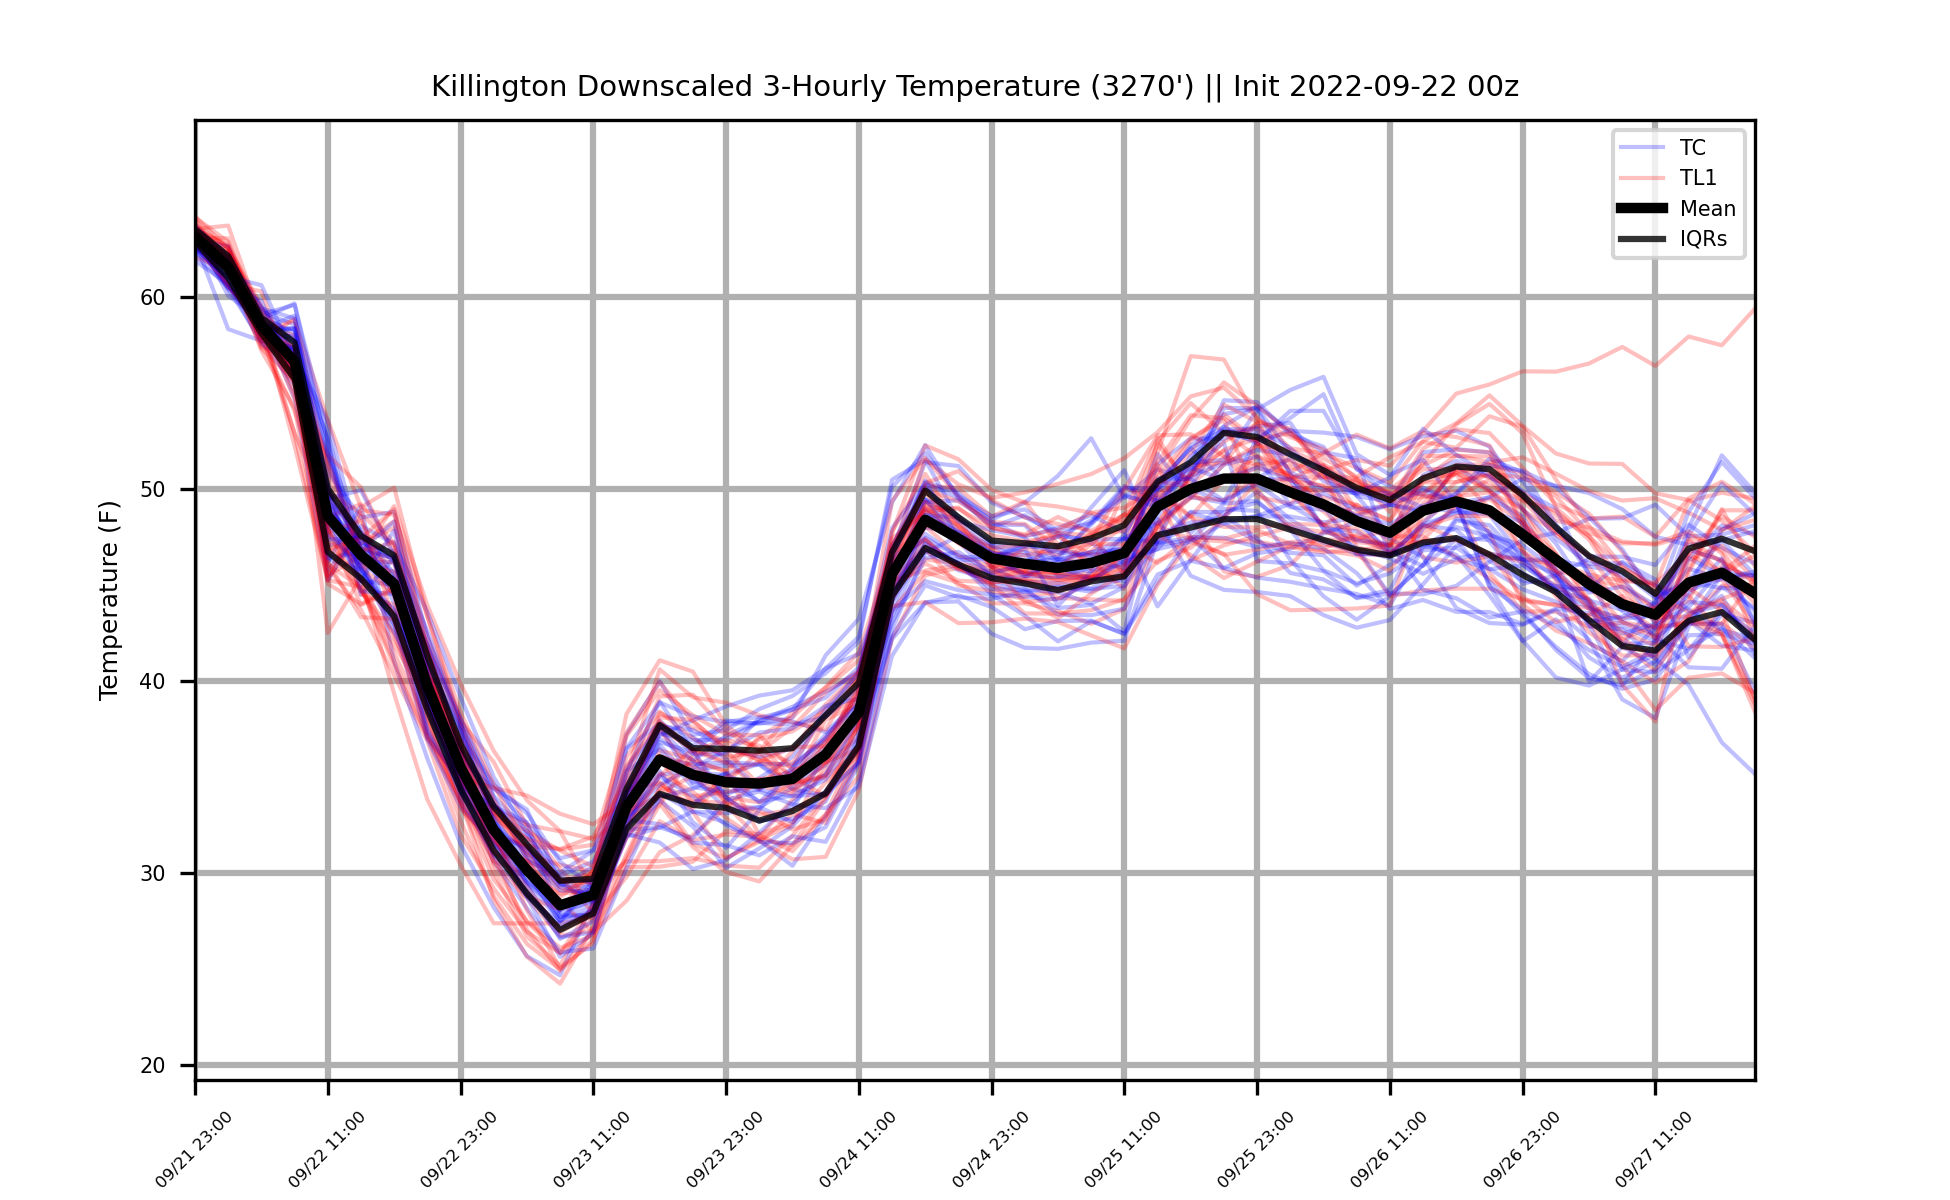 Killington Downscaled 3-Hourly Temperature (3270') || Init 2022-09-22 00z
TC
TL1
Mean
IQRs
Temperature (F)
60
50
40
30
20
09/21 23:00
09/22 11:00
09/22 23:00
09/23 11:00
09/23 23:00
09/24 11:00
09/24 23:00
09/25 11:00
09/25 23:00
09/26 11:00
09/26 23:00
09/27 11:00